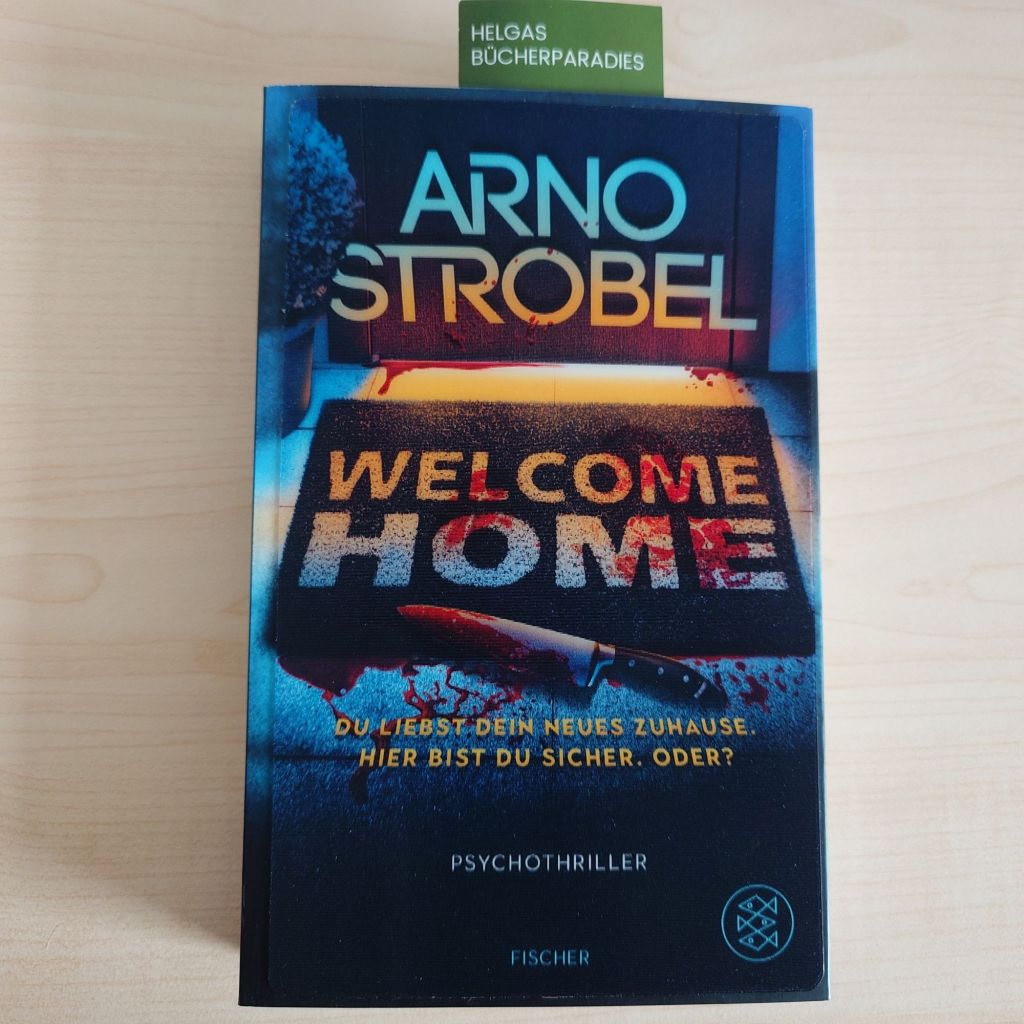 HELGAS
BÜCHERPARADIES
ARNO
STROBEL
WELCOME
HOME
DU LIEBST DEIN NEUES ZUHAUSE.
HIER BIST DU SICHER. ODER?
PSYCHOTHRILLER
FISCHER